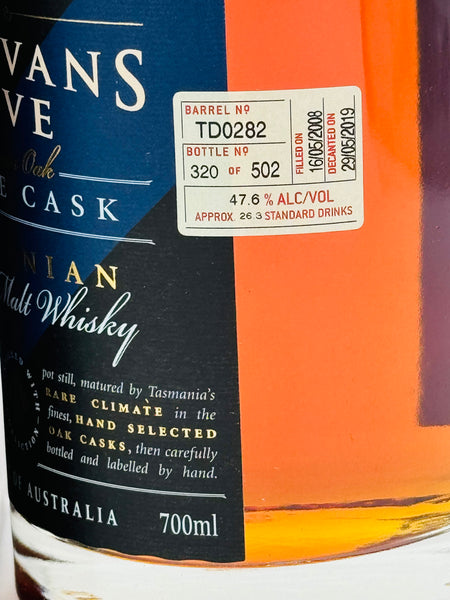 VANS
VE
Oak
E CASK
NIAN
Malt Whisky
pot still, matured by Tasmania's
RARE CLIMATE in the
finest, HAND SELECTED
OAK CASKS, then carefully
bottled and labelled by hand.
OF AUSTRALIA
700ml
BARREL Nº
TD0282
BOTTLE Nº
320 OF 502
FILLED ON
16/05/2008
DECANTED ON
29/05/2019
47.6 % ALC/VOL
APPROX. 26.3 STANDARD DRINKS